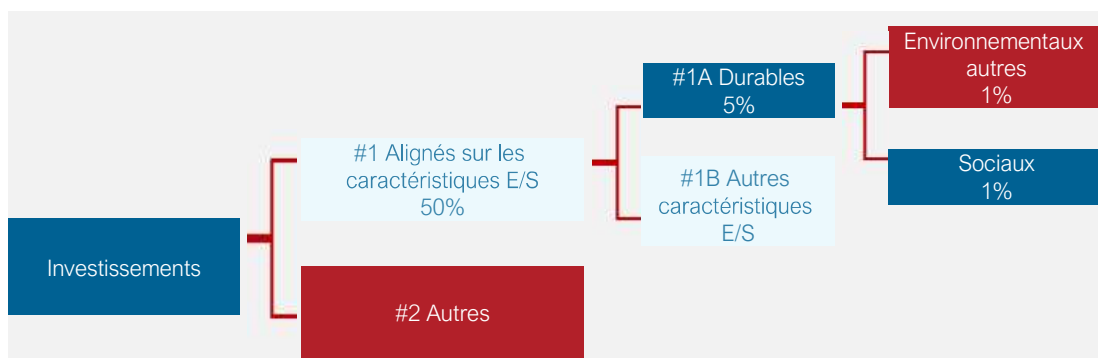 Investissements
#1 Alignés sur les
caractéristiques E/S
50%
#2 Autres
#1A Durables
5%
#1B Autres
caractéristiques
E/S
Environnementaux
autres
1%
Sociaux
1%